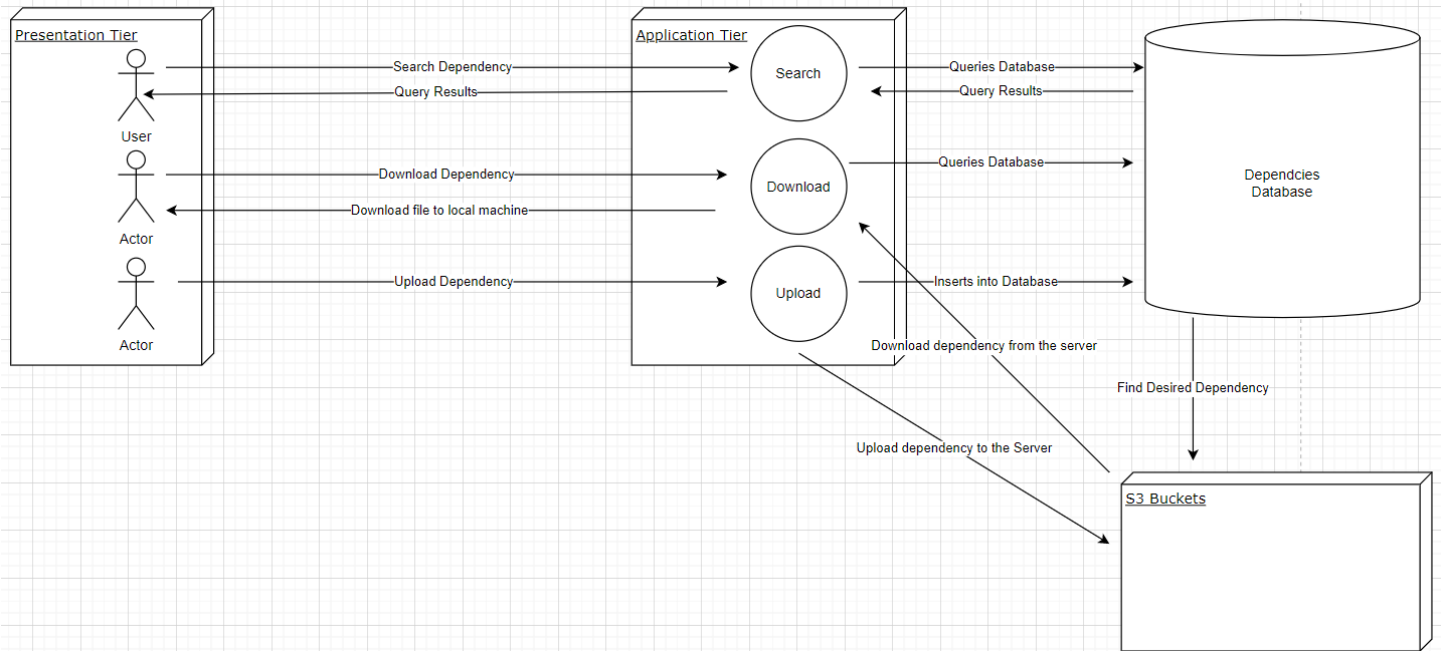 Presentation Tier
Application Tier
Search Dependency
Search
Queries Database
Query Results
Query Results
User
Download Dependency
Download
Queries Database
Dependcies
Database
Download file to local machine
Actor
Upload Dependency
Upload
Inserts into Database
Actor
Download dependency from the server
Find Desired Dependency
Upload dependency to the Server
S3 Buckets